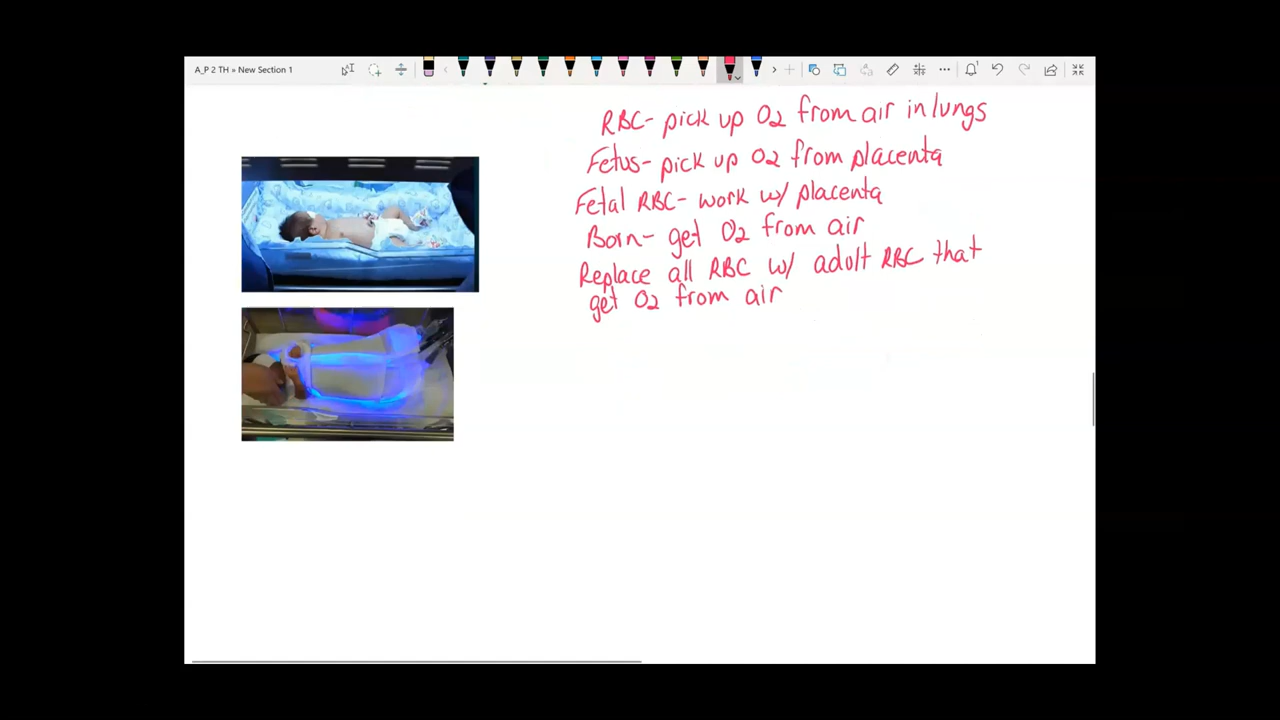 A_P 2 TH » New Section 1
RBC- pick up O2 from air in lungs
Fetus- pick up O2 from placenta
Fetal RBC- work w/ placenta
Born- get O2 from air
Replace all RBC w/ adult RBC that
get O2 from air